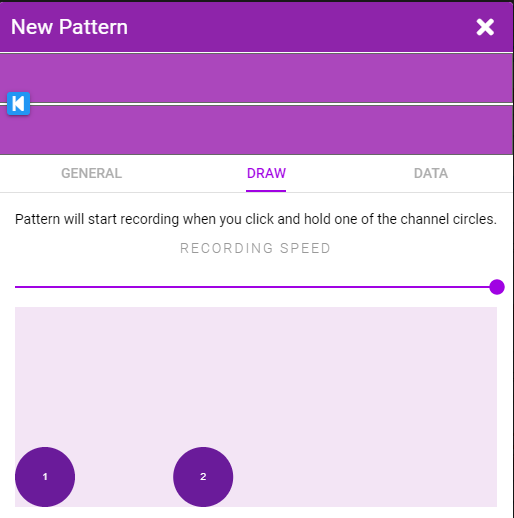 New Pattern
GENERAL DRAW DATA
Pattern will start recording when you click and hold one of the channel circles.
RECORDING SPEED
1 2